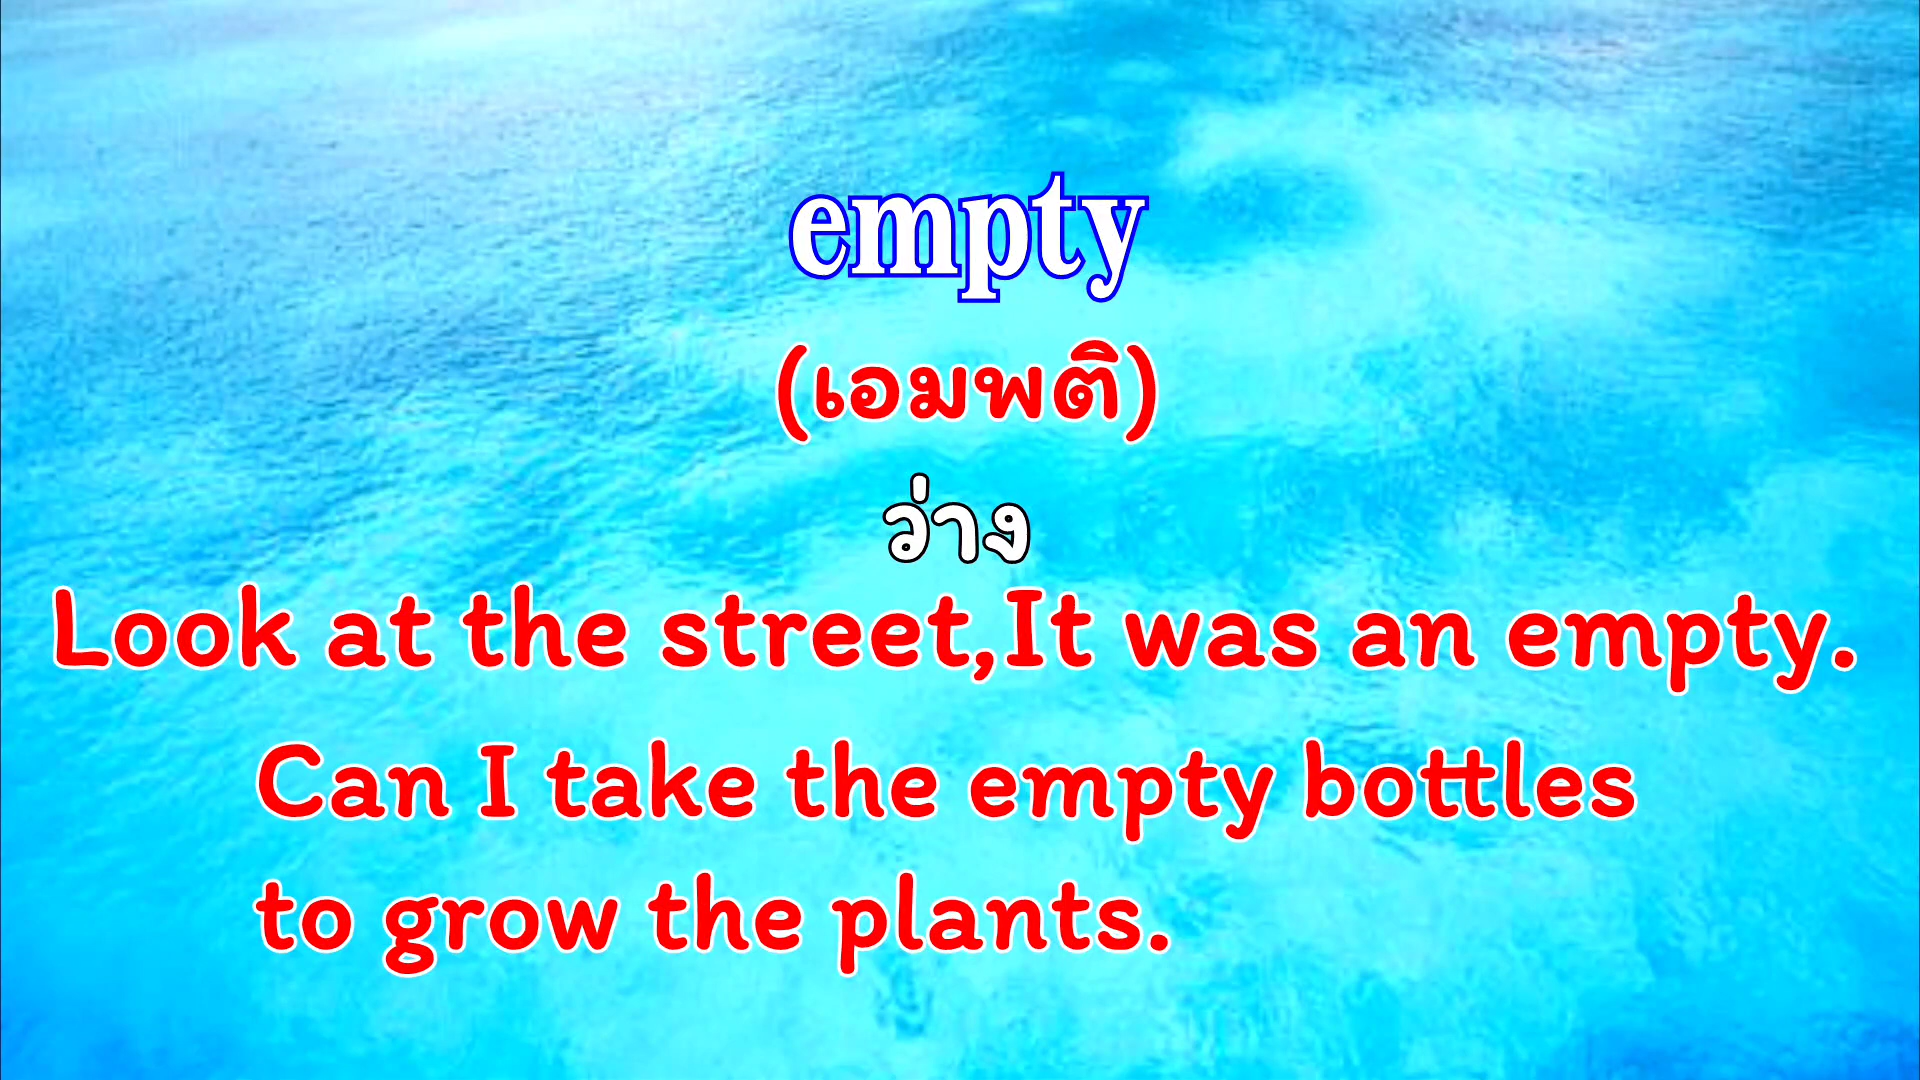 empty
(เอมพติ)
ว่าง
Look at the street,It was an empty.
Can I take the empty bottles
to grow the plants.